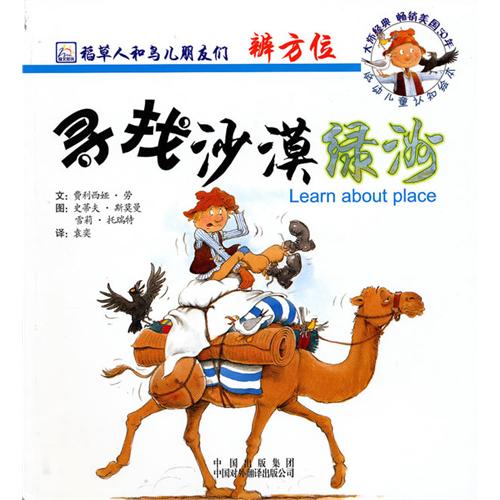 稻草人和鸟儿朋友们 辨方位
大师经典 畅销美国30年
寻找沙漠绿洲
Learn about place
文：费利西娅·劳
图：史蒂夫·斯莫曼
雪莉·托瑞特
译：袁奕
中国出版集团
中国对外翻译出版公司